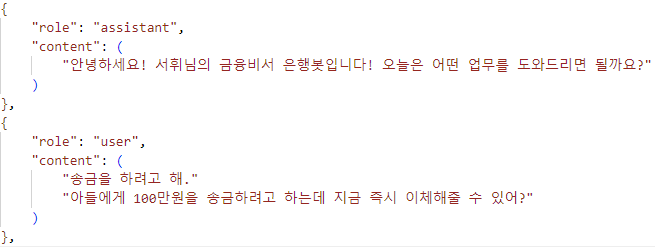 {
"role": "assistant",
"content": (
"안녕하세요! 서휘님의 금융비서 은행봇입니다! 오늘은 어떤 업무를 도와드리면 될까요?"
)
},
{
"role": "user",
"content": (
"송금을 하려고 해."
"아들에게 100만원을 송금하려고 하는데 지금 즉시 이체해줄 수 있어?"
)
},